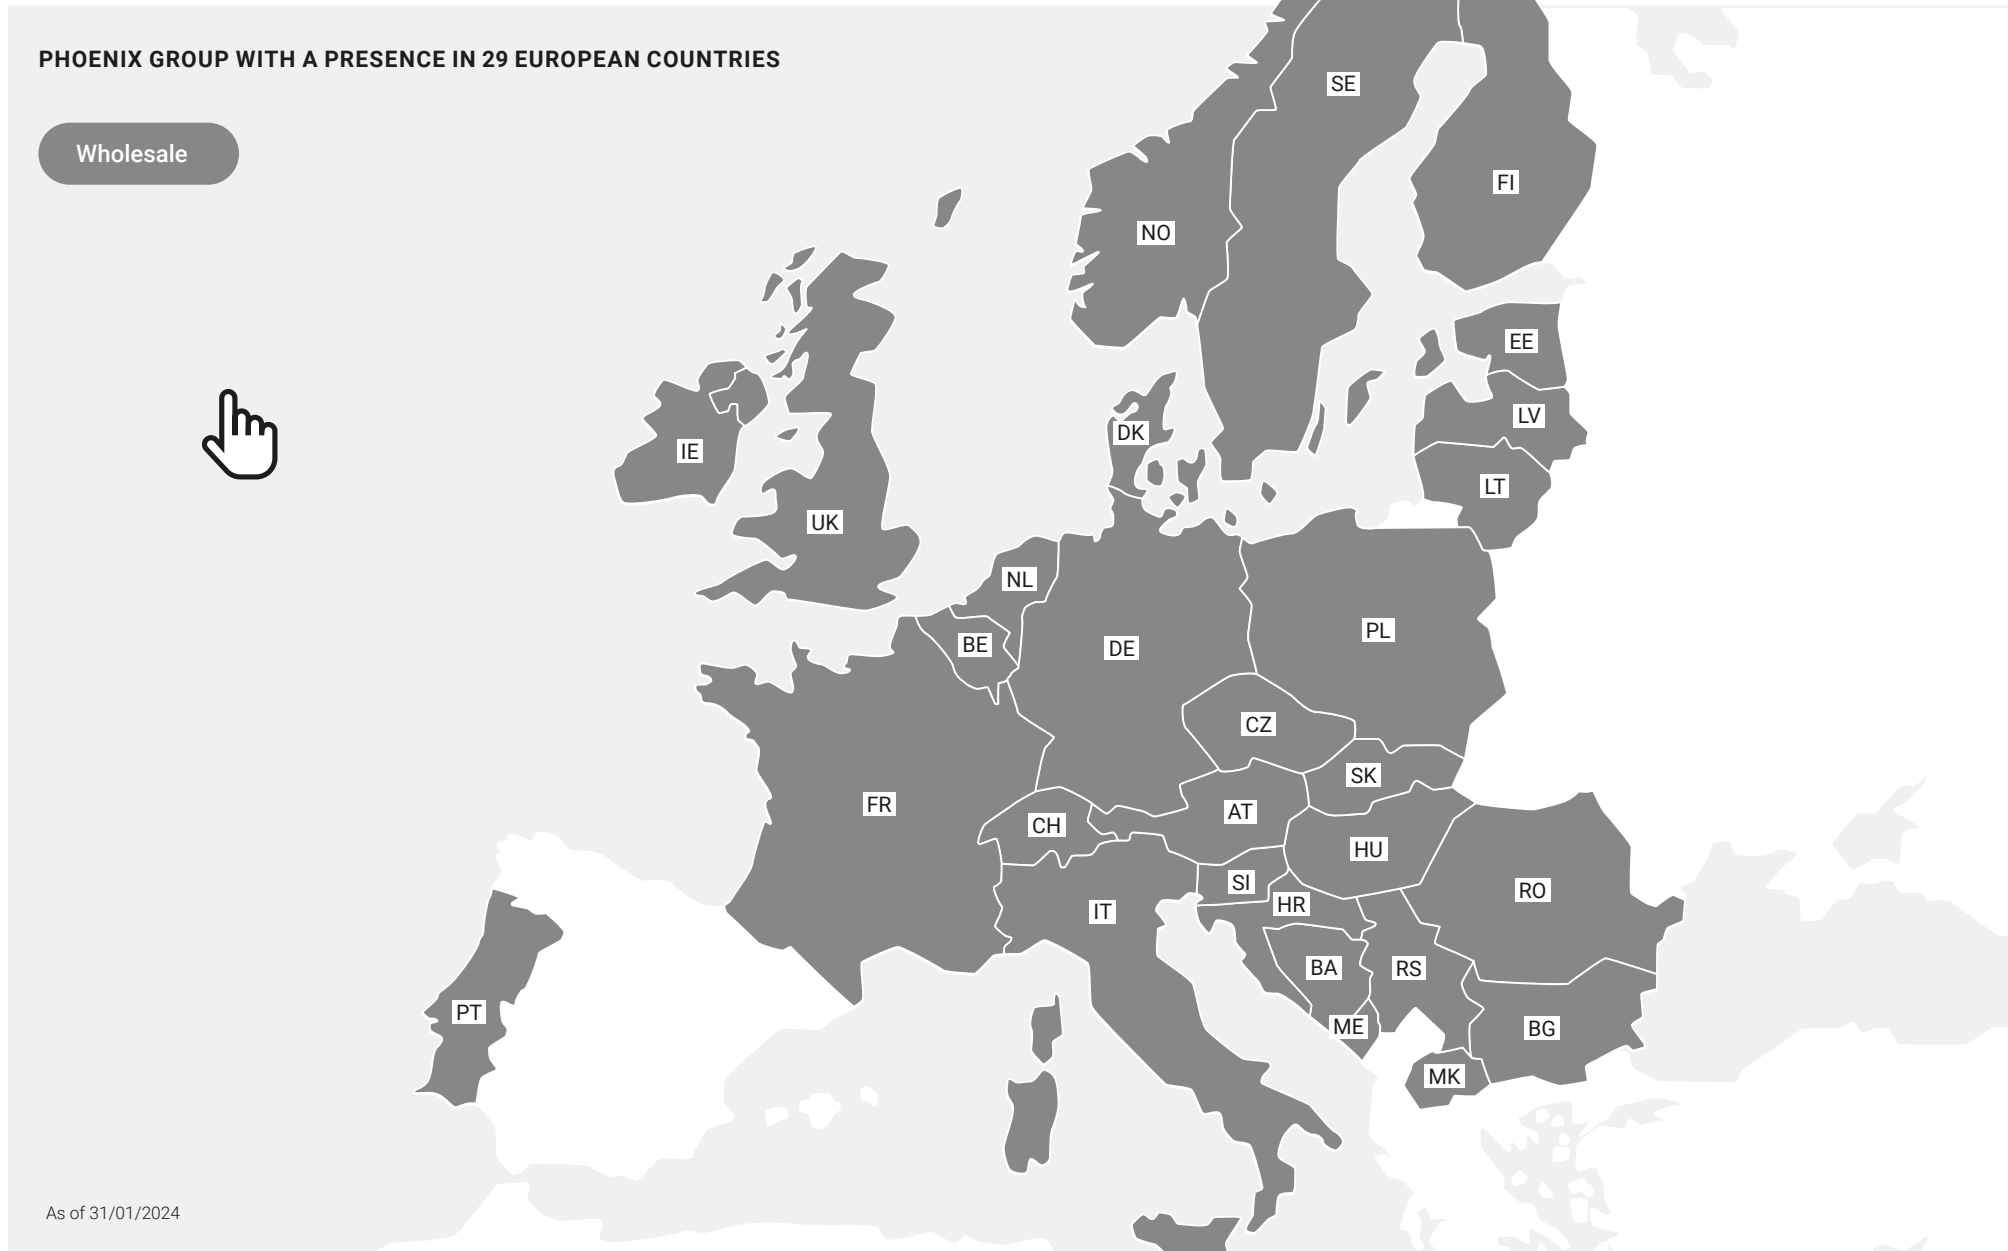 PHOENIX GROUP WITH A PRESENCE IN 29 EUROPEAN COUNTRIES
Wholesale
SE
FI
NO
EE
LV
DK
IE
LT
UK
NL
PL
BE
DE
CZ
SK
FR
AT
CH
HU
SI
RO
HR
IT
BA
RS
PT
ME
BG
MK
As of 31/01/2024